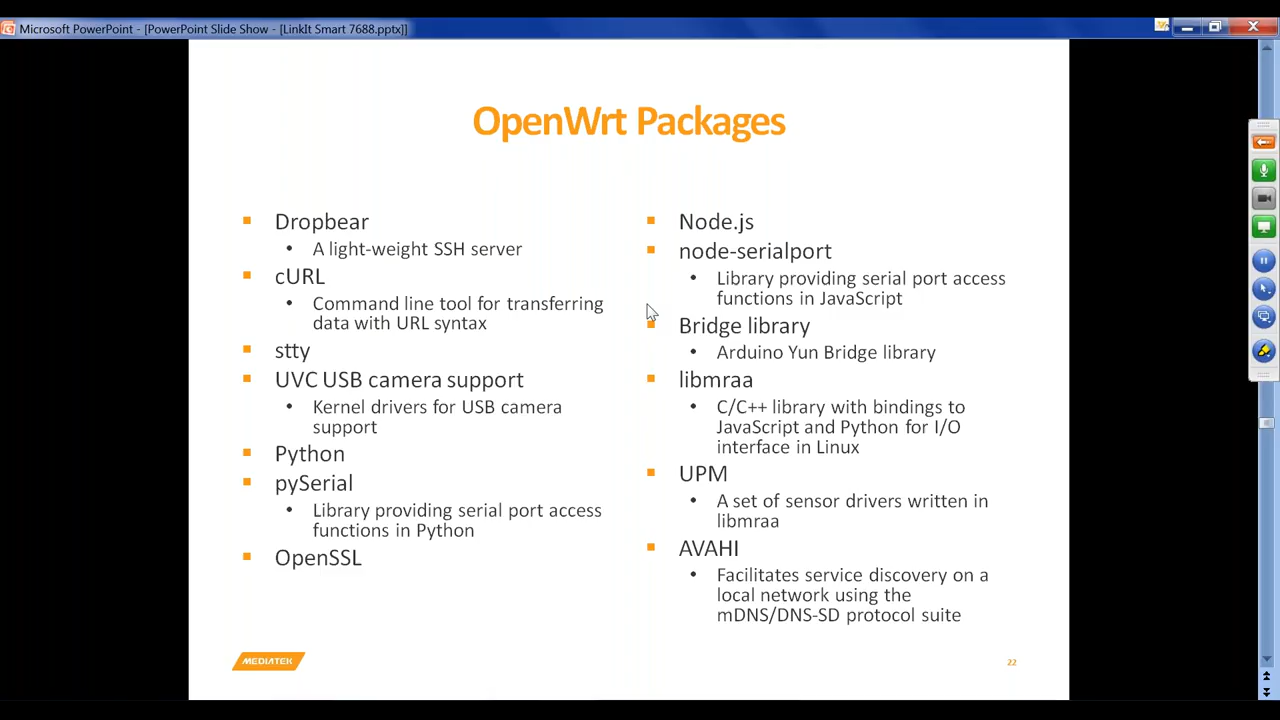 Microsoft PowerPoint - [PowerPoint Slide Show - [LinkIt Smart 7688.pptx]]
OpenWrt Packages
Dropbear
A light-weight SSH server
cURL
Command line tool for transferring
data with URL syntax
stty
UVC USB camera support
Kernel drivers for USB camera
support
Python
pySerial
Library providing serial port access
functions in Python
OpenSSL
Node.js
node-serialport
Library providing serial port access
functions in JavaScript
Bridge library
Arduino Yun Bridge library
libmraa
C/C++ library with bindings to
JavaScript and Python for I/O
interface in Linux
UPM
A set of sensor drivers written in
libmraa
AVAHI
Facilitates service discovery on a
local network using the
mDNS/DNS-SD protocol suite
MEDIATEK
22